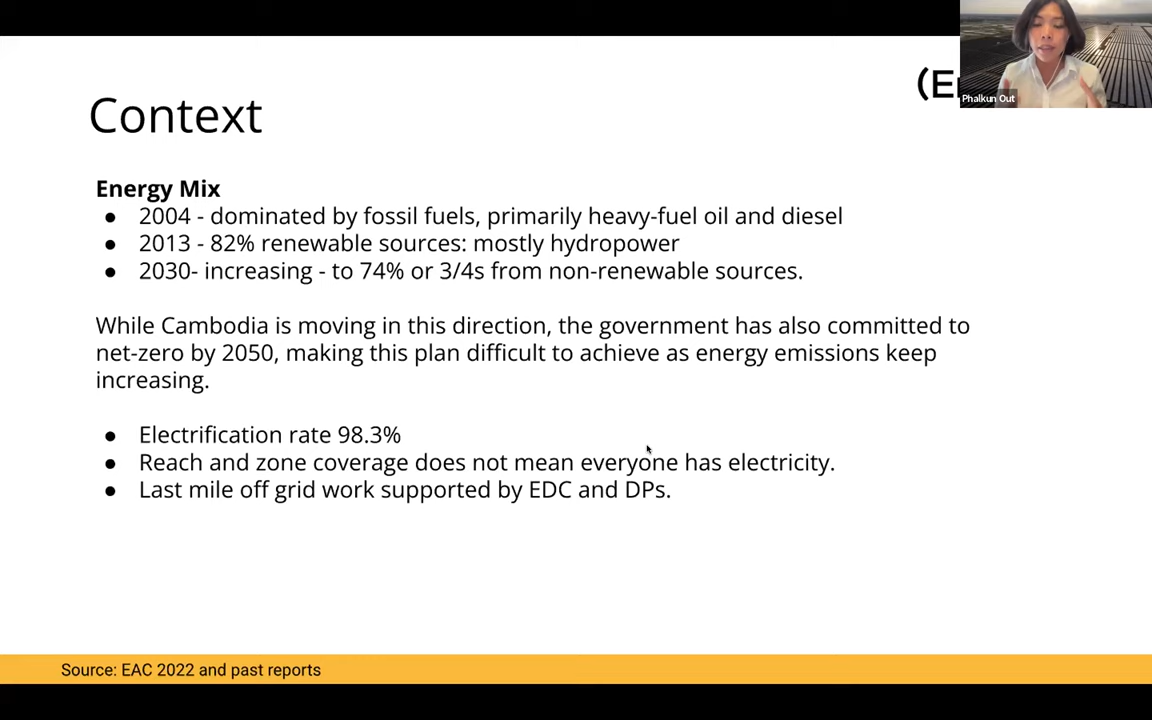 Context
Energy Mix
● 2004 - dominated by fossil fuels, primarily heavy-fuel oil and diesel
● 2013 - 82% renewable sources: mostly hydropower
● 2030- increasing - to 74% or 3/4s from non-renewable sources.
While Cambodia is moving in this direction, the government has also committed to
net-zero by 2050, making this plan difficult to achieve as energy emissions keep
increasing.
● Electrification rate 98.3%
● Reach and zone coverage does not mean everyone has electricity.
● Last mile off grid work supported by EDC and DPs.
Source: EAC 2022 and past reports
Phalkun Out